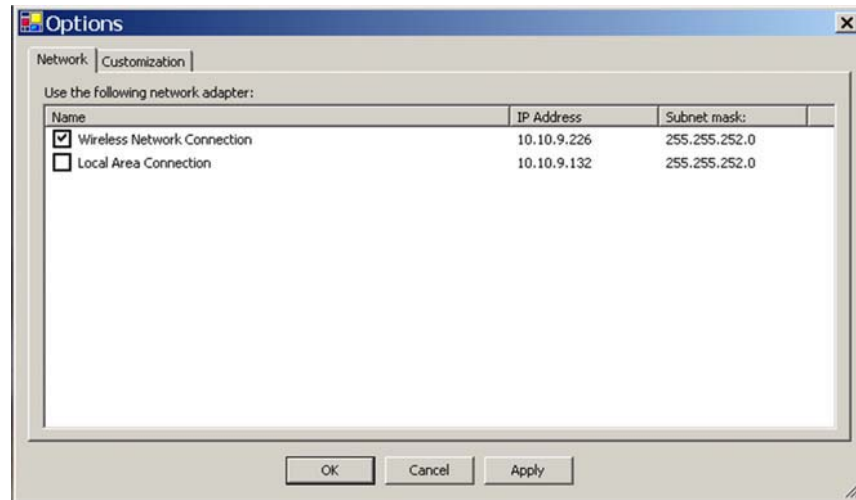 Options
Network Customization
Use the following network adapter:
Name IP Address Subnet mask:
Wireless Network Connection 10.10.9.226 255.255.252.0
Local Area Connection 10.10.9.132 255.255.252.0
OK Cancel Apply